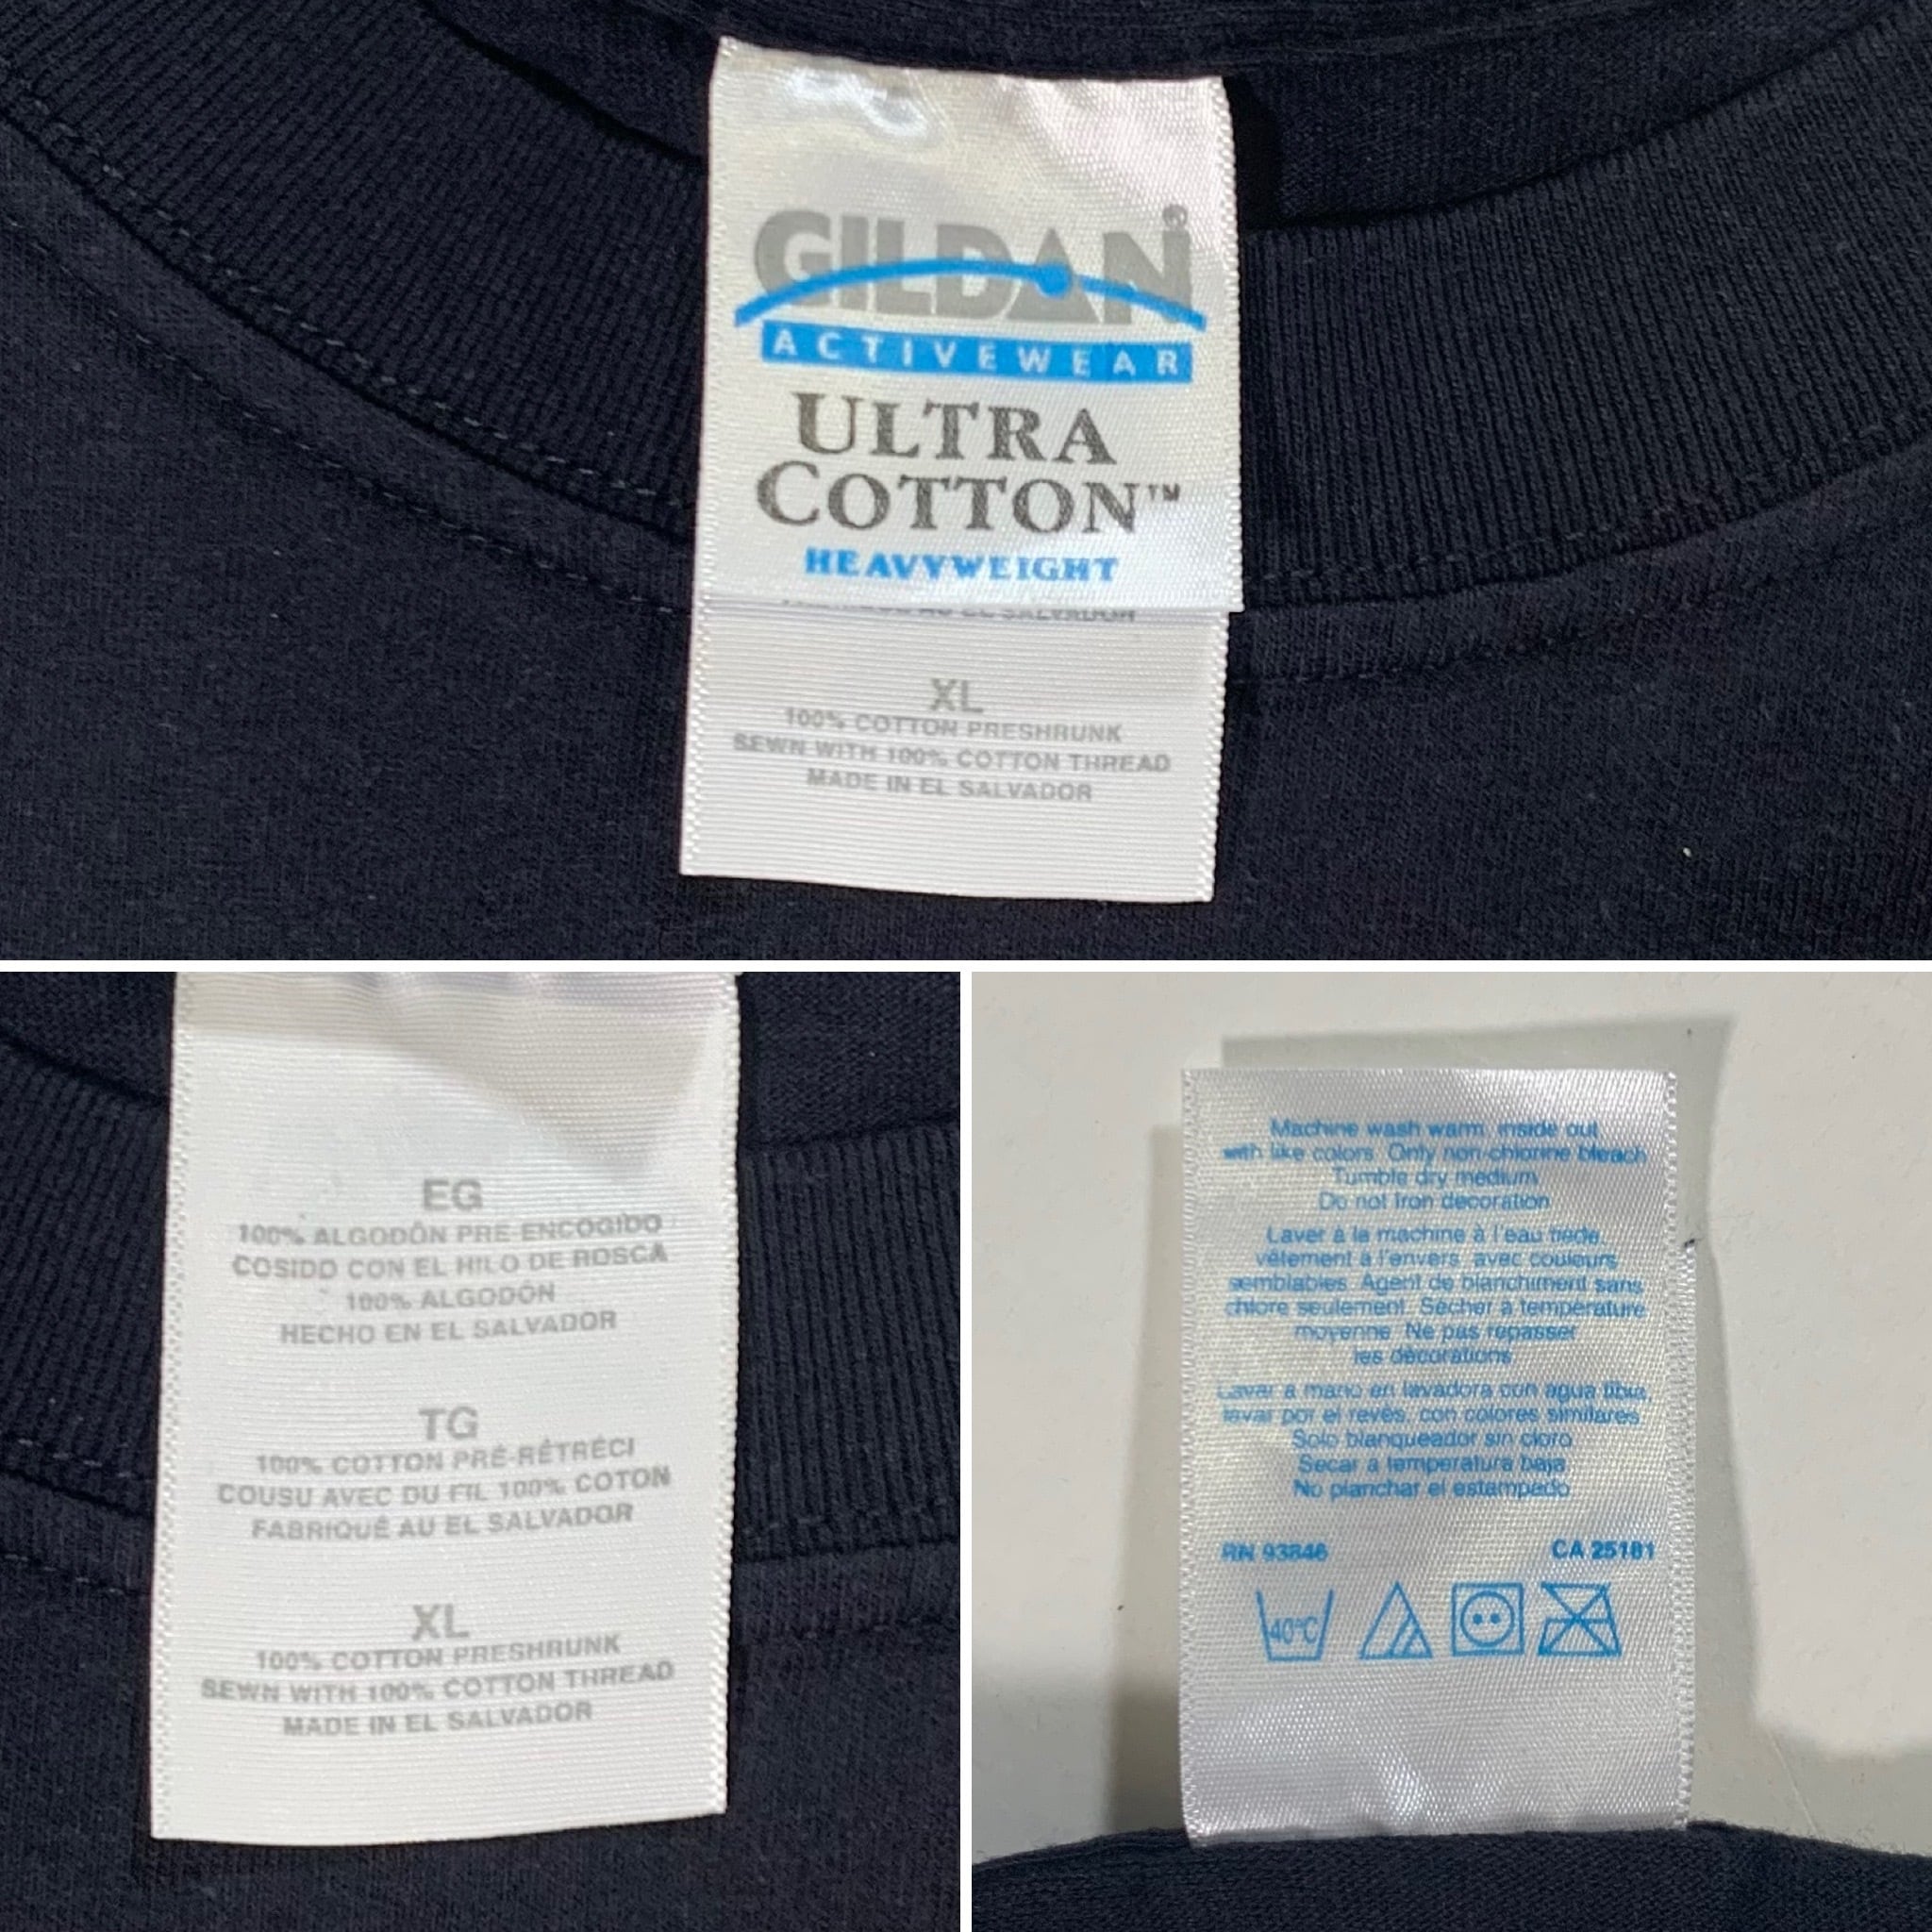 GILDAN®
ACTIVEWEAR
ULTRA
COTTON™
HEAVYWEIGHT
AU EL SALVADOR
XL
100% COTTON PRESHRUNK
SEWN WITH 100% COTTON THREAD
MADE IN EL SALVADOR
EG
100% ALGODÓN PRE ENCOGIDO
COSIDO CON EL HILO DE ROSCA
100% ALGODÓN
HECHO EN EL SALVADOR
TG
100% COTTON PRÉ-RÉTRÉCI
COUSU AVEC DU FIL 100% COTON
FABRIQUÉ AU EL SALVADOR
XL
100% COTTON PRESHRUNK
SEWN WITH 100% COTTON THREAD
MADE IN EL SALVADOR
Machine wash warm, inside out
with like colors. Only non-chlorine bleach
Tumble dry medium
Do not Iron decoration
Laver à la machine à l'eau tiède,
vêtement à l'envers, avec couleurs
semblables. Agent de blanchiment sans
chlore seulement. Sécher à température
moyenne. Ne pas repasser
les décorations
Lavar a mano en lavadora con agua tibia,
lavar por el revés, con colores similares
Solo blanqueador sin cloro
Secar a temperatura baja
No planchar el estampado
RN 93846 CA 25181
40°C